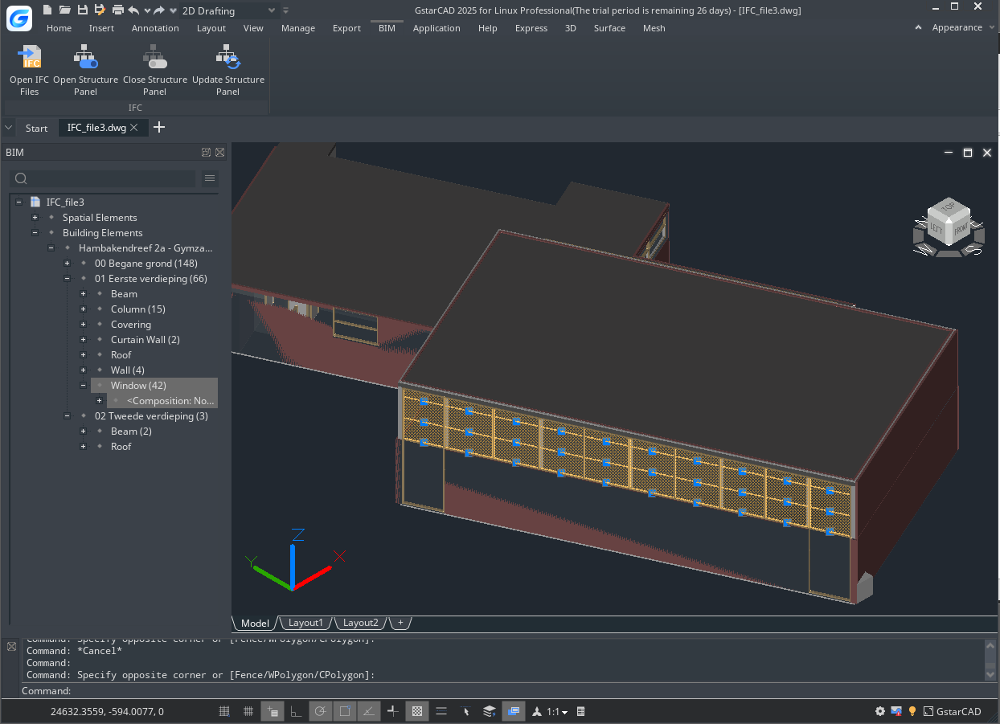 2D Drafting
GstarCAD 2025 for Linux Professional(The trial period is remaining 26 days) - [IFC_file3.dwg]
Home Insert Annotation Layout View Manage Export BIM Application Help Express 3D Surface Mesh Appearance
IFC
Open IFC Files
Open Structure Panel
Close Structure Panel
Update Structure Panel
IFC
Start IFC_file3.dwg
BIM
IFC_file3
Spatial Elements
Building Elements
Hambakendreef 2a - Gymza...
00 Begane grond (148)
01 Eerste verdieping (66)
Beam
Column (15)
Covering
Curtain Wall (2)
Roof
Wall (4)
Window (42)
<Composition: No...
02 Tweede verdieping (3)
Beam (2)
Roof
TOP
LEFT
FRONT
W
S
Z
Y
X
Model Layout1 Layout2 +
Command: Specify opposite corner or [Fence/WPolygon/CPolygon]:
Command: *Cancel*
Command:
Command: Specify opposite corner or [Fence/WPolygon/CPolygon]:
Command:
24632.3559, -594.0077, 0
1:1
GstarCAD